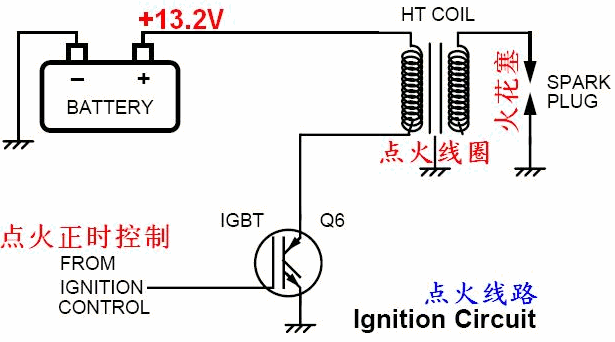 +13.2V
HT COIL
− +
BATTERY
火花塞
SPARK
PLUG
点火线圈
IGBT Q6
点火正时控制
FROM
IGNITION
CONTROL
点火线路
Ignition Circuit